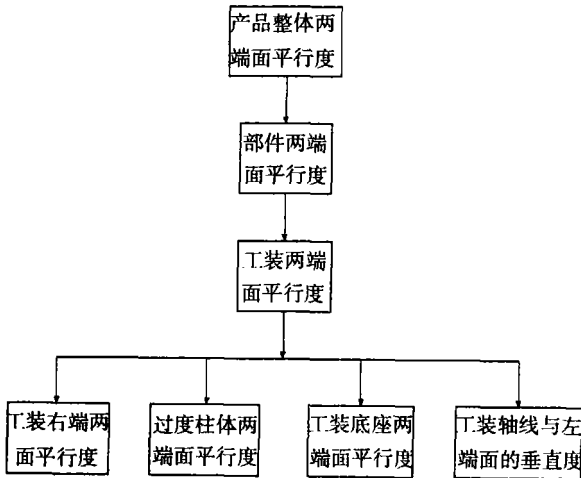 产品整体两
端面平行度
部件两端
面平行度
工装两端
面平行度
工装右端两
面平行度
过度柱体两
端面平行度
工装底座两
端面平行度
工装轴线与左
端面的垂直度